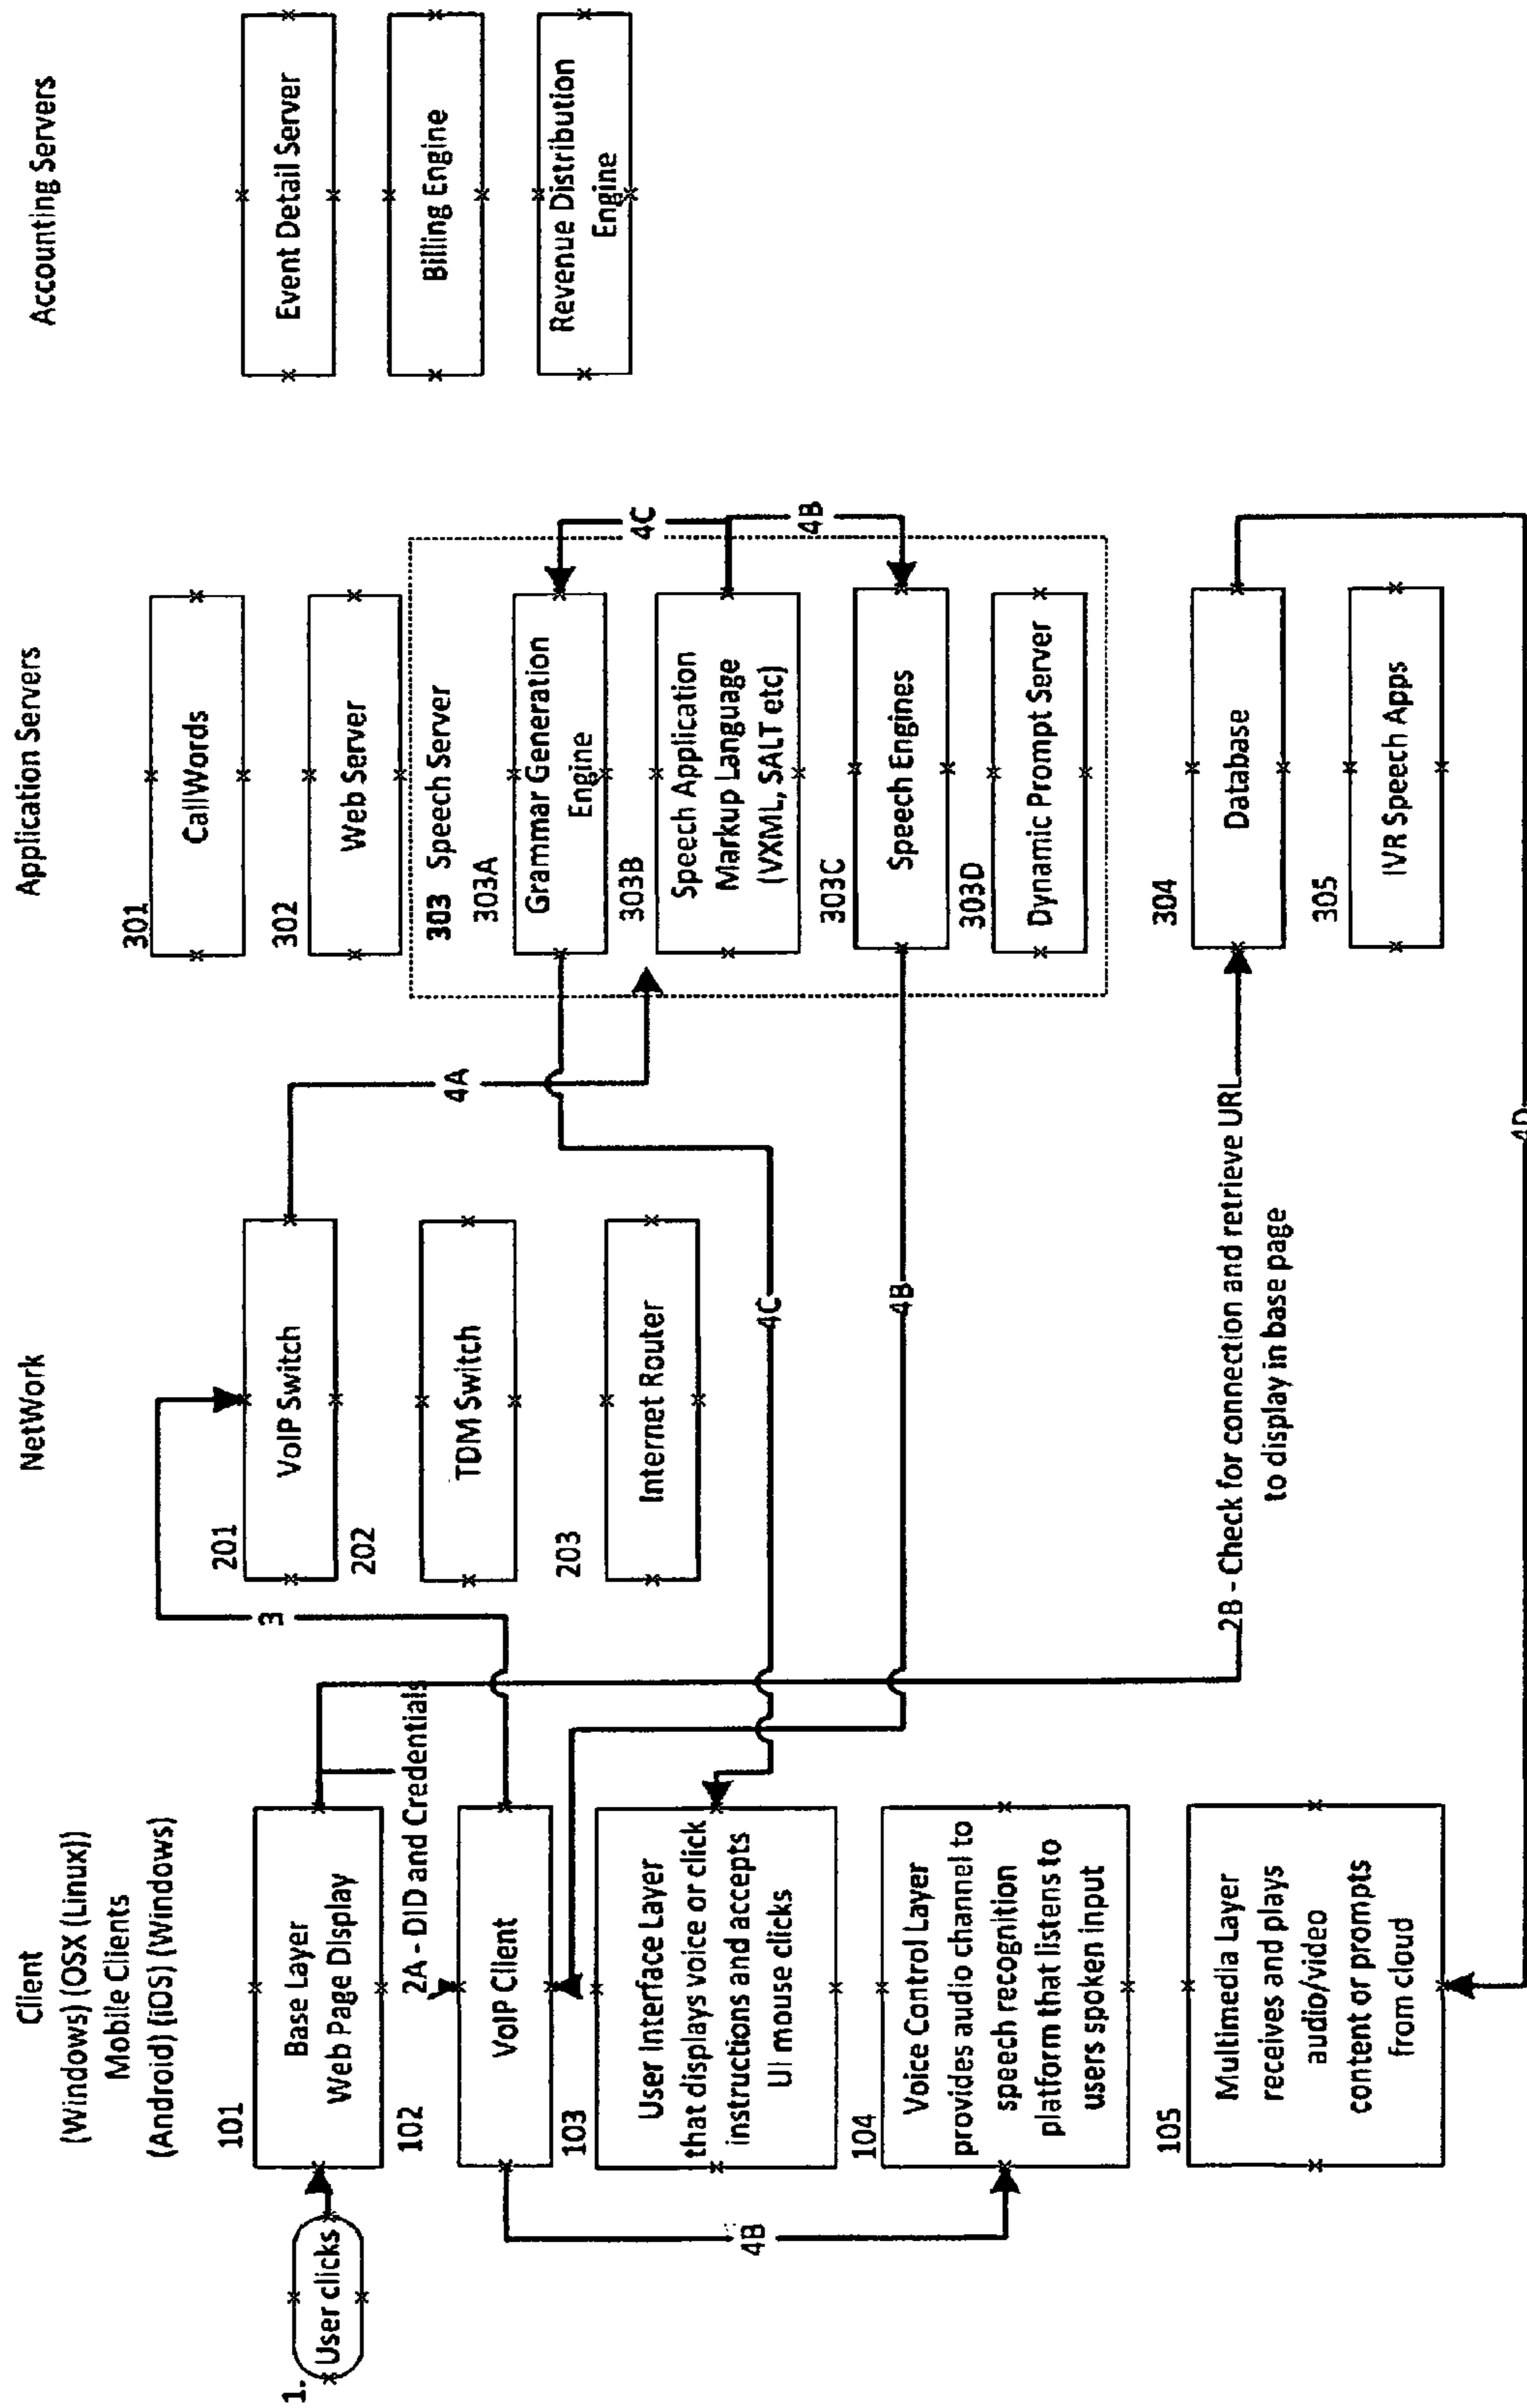 Client
(Windows) (OSX (Linux))
Mobile Clients
(Android) (iOS) (Windows)
NetWork
Application Servers
Accounting Servers
1.
User clicks
101
Base Layer
Web Page Display
2A - DID and Credentials
102
VoIP Client
103
User Interface Layer
that displays voice or click
instructions and accepts
UI mouse clicks
104
Voice Control Layer
provides audio channel to
speech recognition
platform that listens to
users spoken input
4B
105
Multimedia Layer
receives and plays
audio/video
content or prompts
from cloud
3
201
VoIP Switch
202
TDM Switch
203
Internet Router
4A
4C
4B
2B - Check for connection and retrieve URL
to display in base page
4D
301
CallWords
302
Web Server
303 Speech Server
303A
Grammar Generation
Engine
303B
Speech Application
Markup Language
(VXML, SALT etc)
303C
Speech Engines
303D
Dynamic Prompt Server
4C
4B
304
Database
305
IVR Speech Apps
Event Detail Server
Billing Engine
Revenue Distribution
Engine